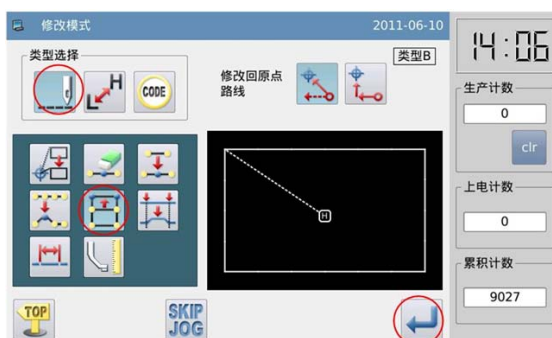 修改模式
2011-06-10
类型选择
L H
CODE
修改回原点
路线
类型B
14:06
生产计数
0
clr
上电计数
0
累积计数
9027
H
TOP
SKIP
JOG